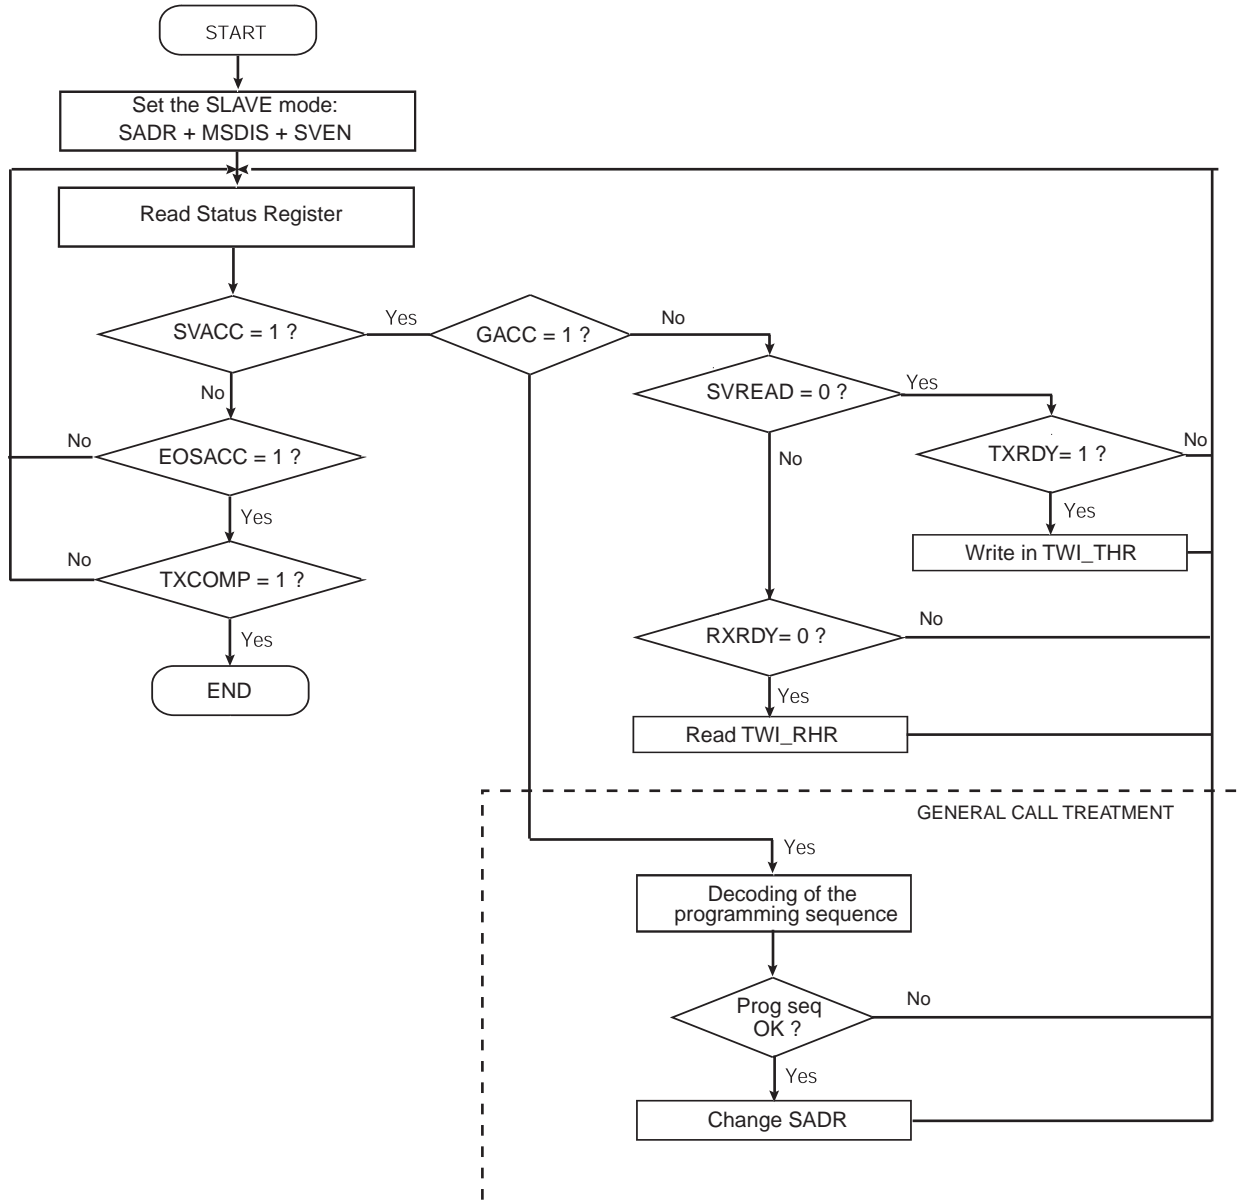 START
Set the SLAVE mode:
SADR + MSDIS + SVEN
Read Status Register
SVACC = 1 ?
Yes
GACC = 1 ?
No
SVREAD = 0 ?
Yes
No
No
EOSACC = 1 ?
No
TXRDY= 1 ?
No
Yes
Yes
Write in TWI_THR
No
TXCOMP = 1 ?
Yes
RXRDY= 0 ?
No
END
Yes
Read TWI_RHR
GENERAL CALL TREATMENT
Yes
Decoding of the
programming sequence
Prog seq
OK ?
No
Yes
Change SADR